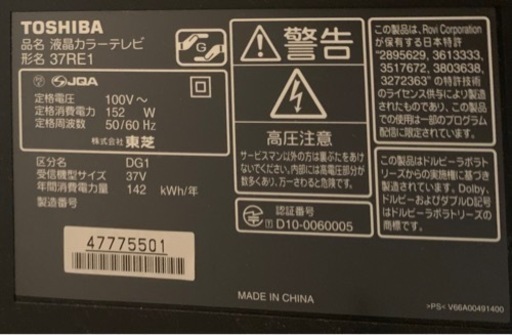 TOSHIBA
品名 液晶カラーテレビ
形名 37RE1
G
JQA
定格電圧 100V～
定格消費電力 152 W
定格周波数 50/60 Hz
株式会社 東芝
区分名 DG1
受信機型サイズ 37V
年間消費電力量 142 kWh/年
製造番号
47775501
警告
高圧注意
サービスマン以外の方は裏ぶたをあけ
ないでください。内部には高電圧部分が
数多くあり、万一さわると危険です。
認証番号
T D10-0060005
MADE IN CHINA
この製品は、Rovi Corporation
が保有する日本特許
"2895629、3613333、
3517672、3803638、
3272363" の特許技術
のライセンス供与により製造
されたものであり、この製品
での使用は一部のプログラム
配信に限定されています。
この製品はドルビーラボラト
リーズからの実施権に基づき
製造されています。Dolby、
ドルビーおよびダブルD記号
はドルビーラボラトリーズの
商標です。
>PS< V66A00491400